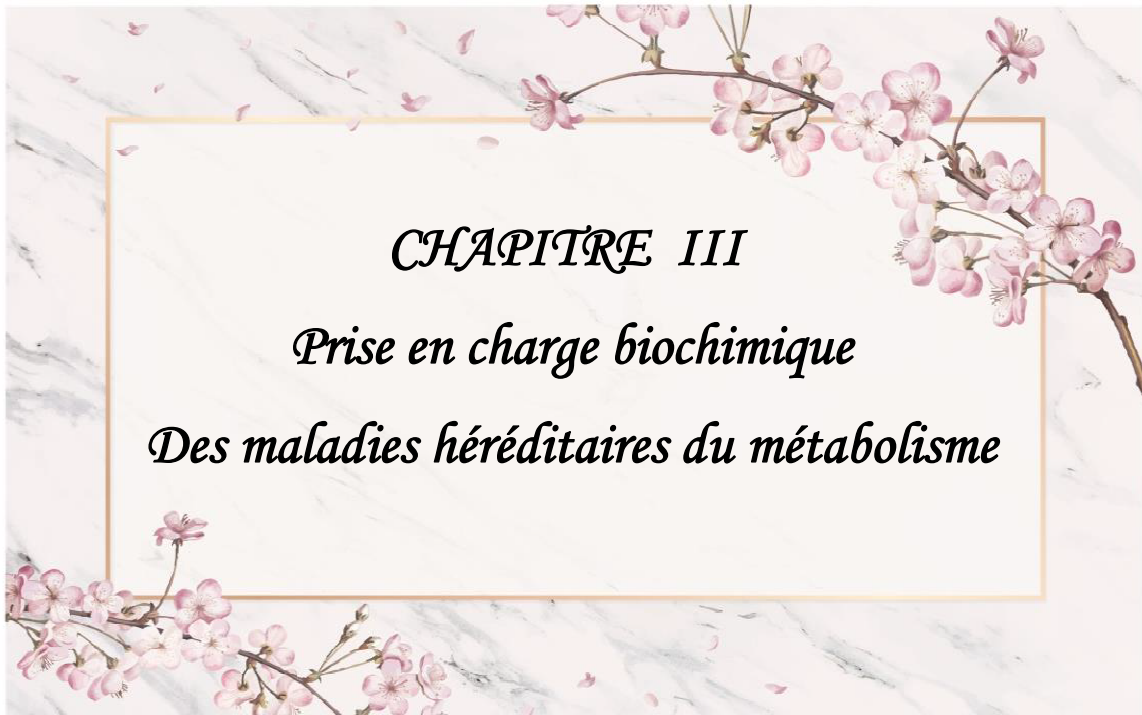 CHAPITRE III
Prise en charge biochimique
Des maladies héréditaires du métabolisme